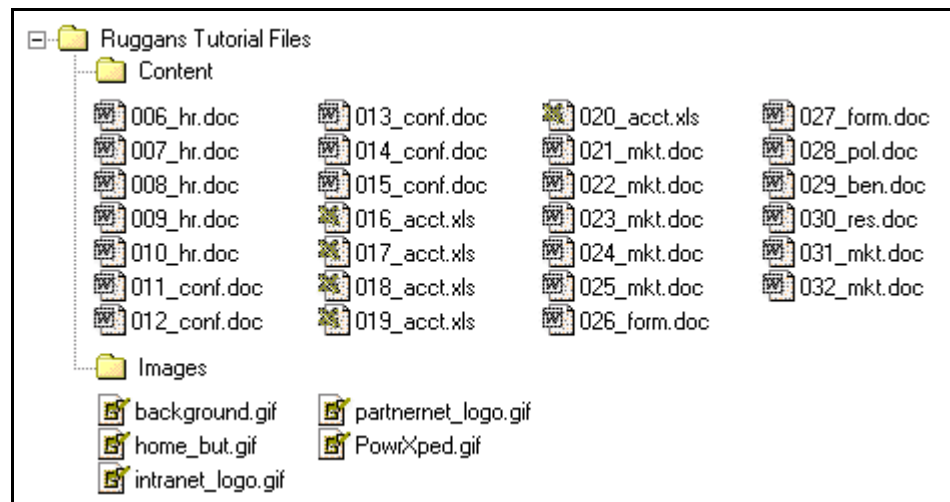 Ruggans Tutorial Files
Content
006_hr.doc 013_conf.doc 020_acct.xls 027_form.doc
007_hr.doc 014_conf.doc 021_mkt.doc 028_pol.doc
008_hr.doc 015_conf.doc 022_mkt.doc 029_ben.doc
009_hr.doc 016_acct.xls 023_mkt.doc 030_res.doc
010_hr.doc 017_acct.xls 024_mkt.doc 031_mkt.doc
011_conf.doc 018_acct.xls 025_mkt.doc 032_mkt.doc
012_conf.doc 019_acct.xls 026_form.doc
Images
background.gif partnernet_logo.gif
home_but.gif PowrXped.gif
intranet_logo.gif